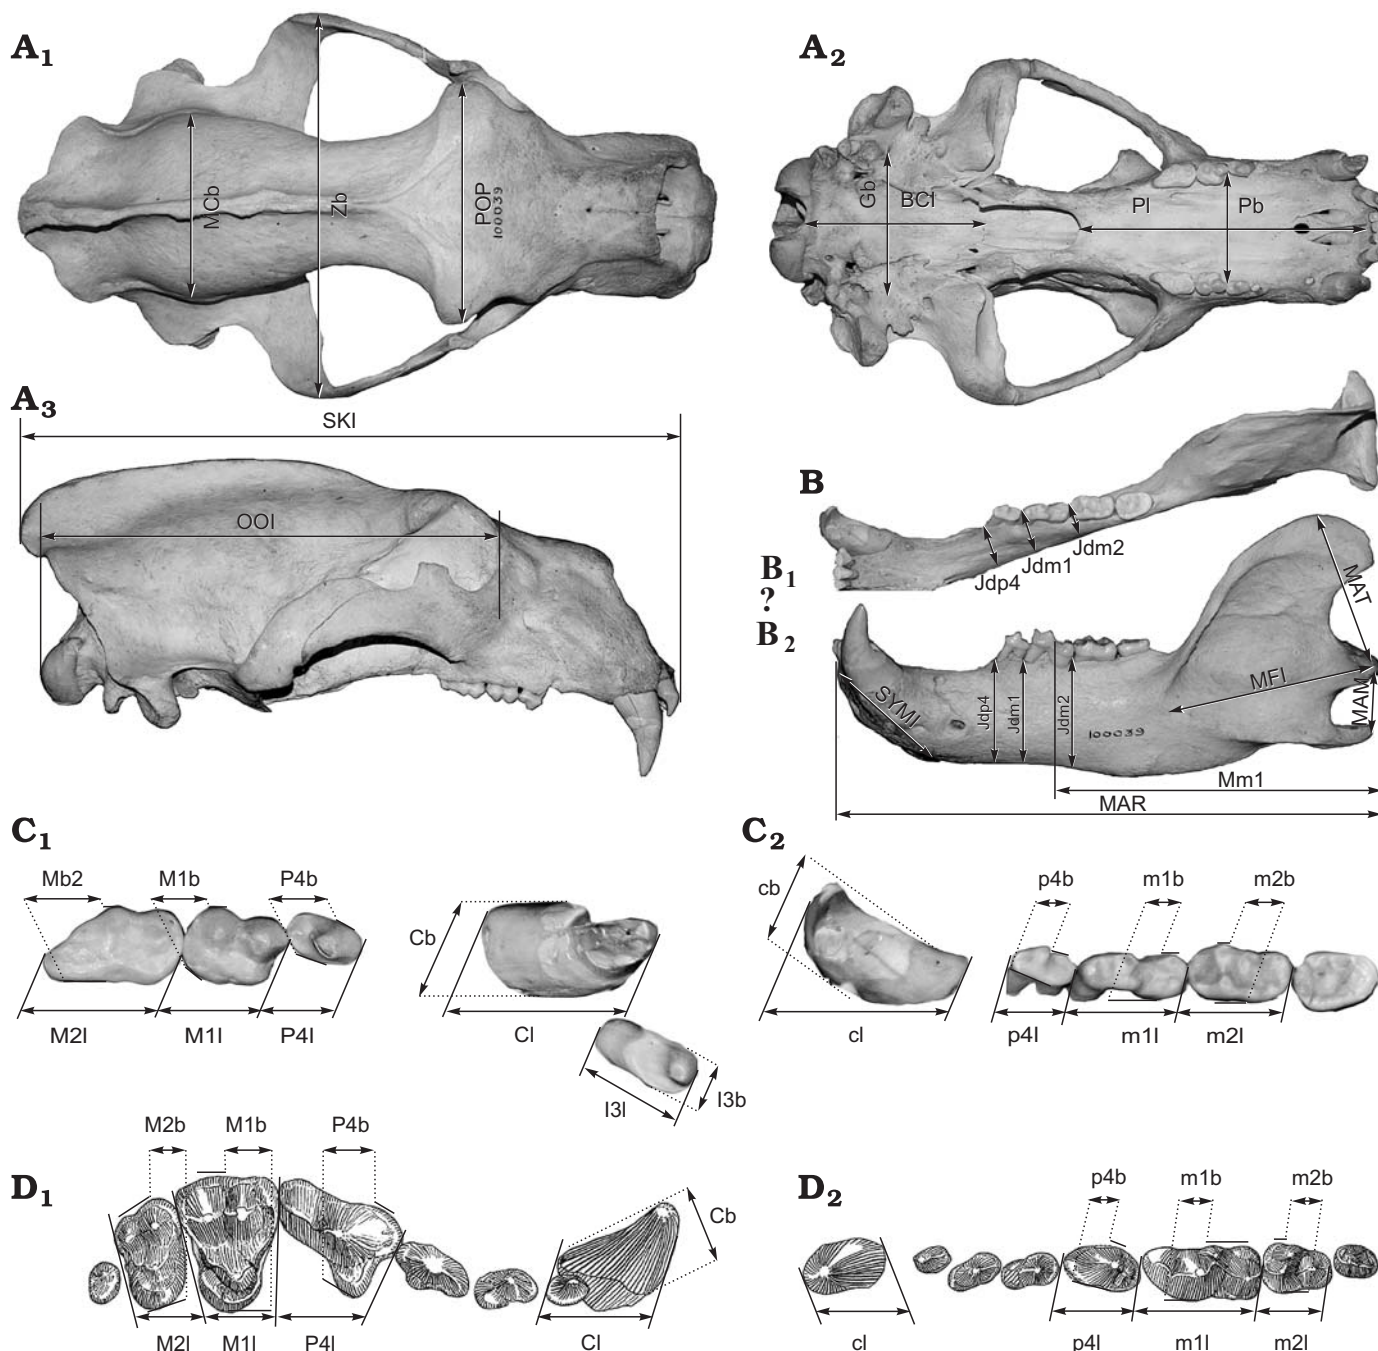 A1
A2
MCb
Zb
POP
100039
Gb
BCl
Pl
Pb
A3
SKl
OOl
B
B1
?
B2
Jdp4
Jdm1
Jdm2
MAT
MFl
MAM
SYMl
Jdp4
Jdm1
Jdm2
100039
Mm1
MAR
C1
C2
Mb2
M1b
P4b
Cb
cb
p4b
m1b
m2b
M2l
M1l
P4l
Cl
cl
p4l
m1l
m2l
I3l
I3b
D1
D2
M2b
M1b
P4b
Cb
p4b
m1b
m2b
M2l
M1l
P4l
Cl
cl
p4l
m1l
m2l